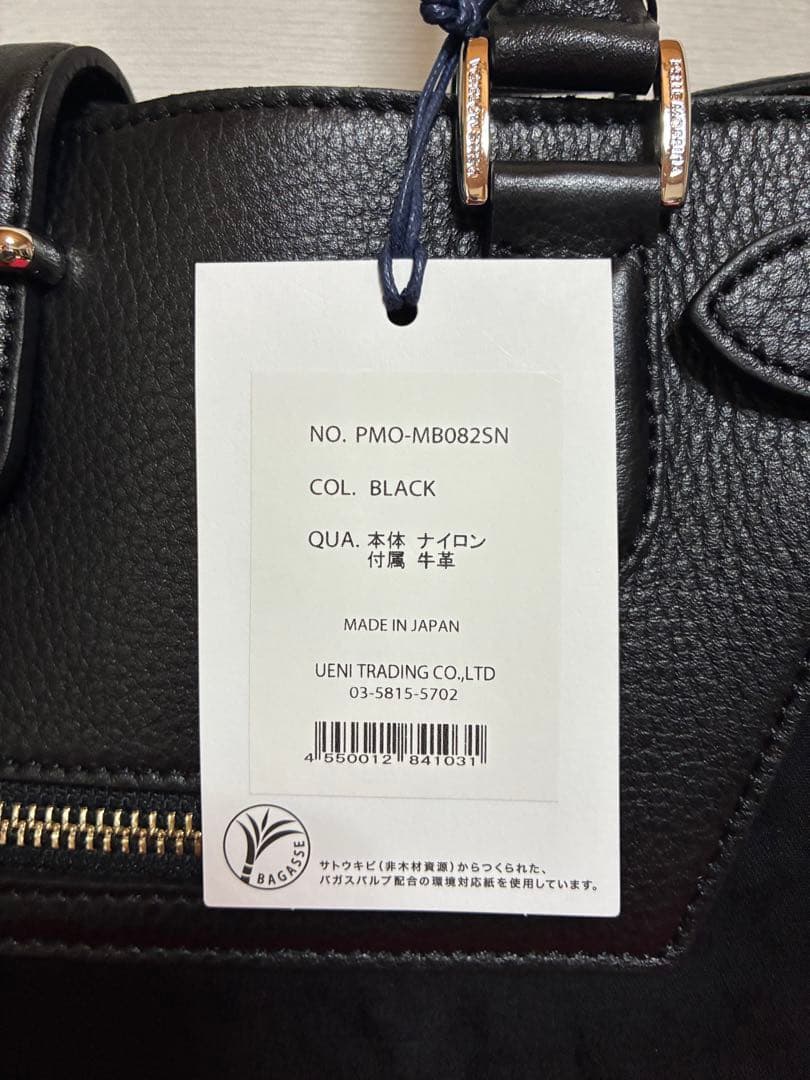 NO. PMO-MB082SN
COL. BLACK
QUA. 本体 ナイロン
付属 牛革
MADE IN JAPAN
UENI TRADING CO.,LTD
03-5815-5702
4 550012 841031
BAGASSE
サトウキビ(非木材資源)からつくられた、
バガスパルプ配合の環境対応紙を使用しています。